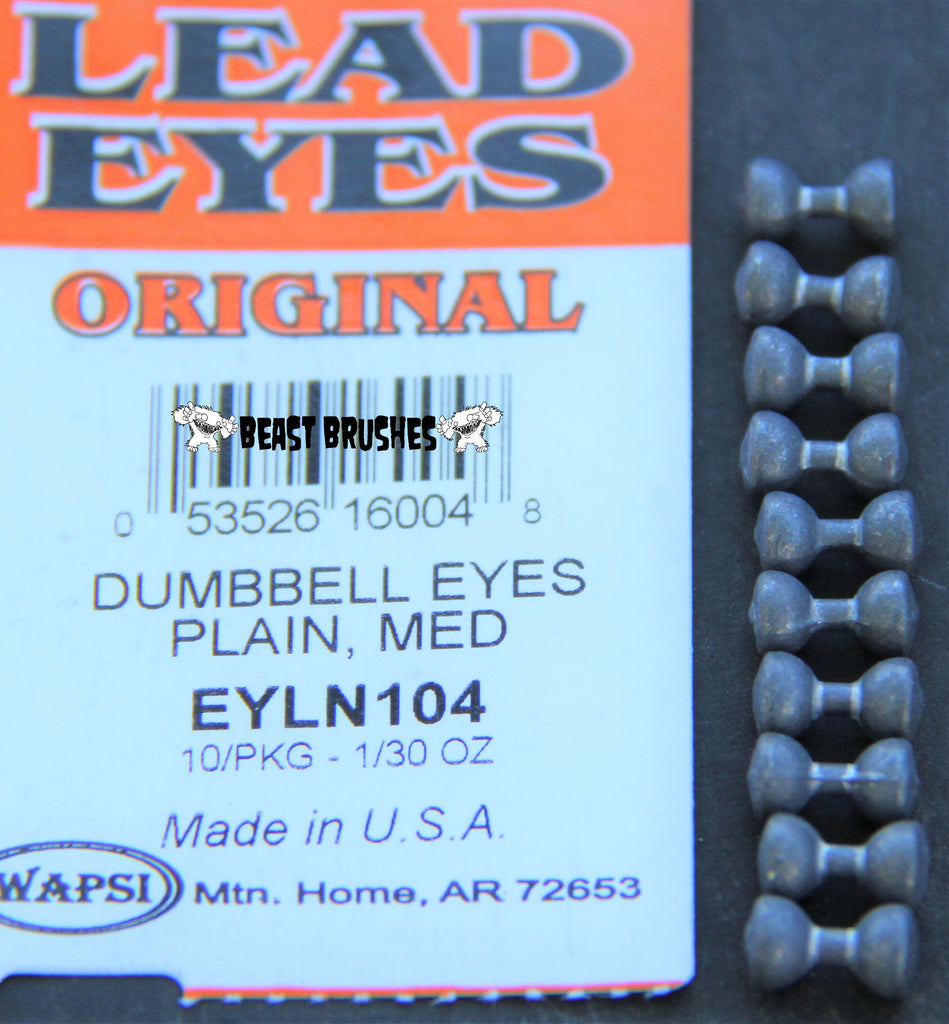 LEAD
EYES
ORIGINAL
BEAST BRUSHES
0 53526 16004 8
DUMBBELL EYES
PLAIN, MED
EYLN104
10/PKG - 1/30 OZ
Made in U.S.A.
WAPSI Mtn. Home, AR 72653